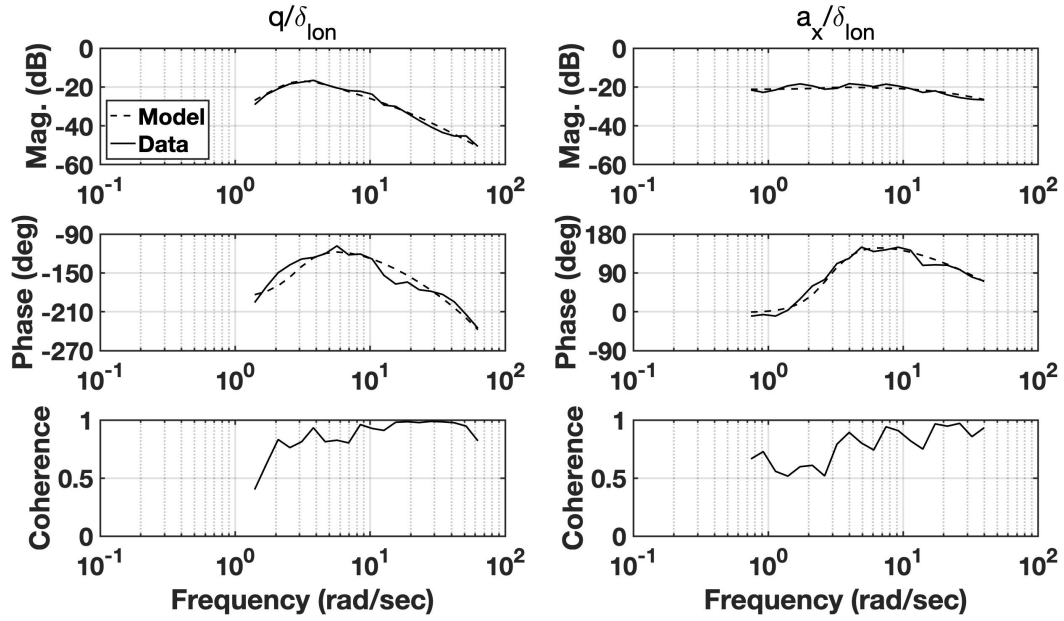 q/δlon
Mag. (dB)
0
-20
-40
-60
Model
Data
10-1 100 101 102
Phase (deg)
-90
-150
-210
-270
10-1 100 101 102
Coherence
1
0.5
0
10-1 100 101 102
Frequency (rad/sec)
ax/δlon
Mag. (dB)
0
-20
-40
-60
10-1 100 101 102
Phase (deg)
180
90
0
-90
10-1 100 101 102
Coherence
1
0.5
0
10-1 100 101 102
Frequency (rad/sec)